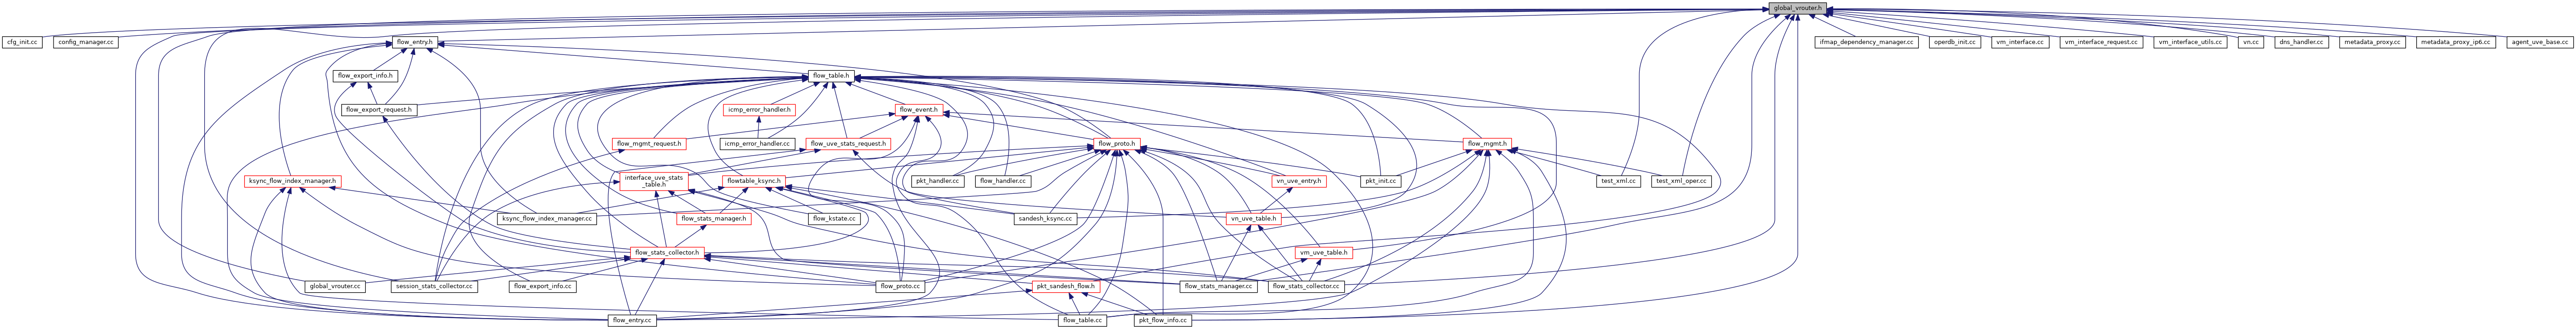 global_vrouter.h
cfg_init.cc
config_manager.cc
flow_entry.h
ifmap_dependency_manager.cc
operdb_init.cc
vm_interface.cc
vm_interface_request.cc
vm_interface_utils.cc
vn.cc
dns_handler.cc
metadata_proxy.cc
metadata_proxy_ip6.cc
agent_uve_base.cc
flow_export_info.h
flow_table.h
flow_export_request.h
icmp_error_handler.h
flow_event.h
flow_mgmt_request.h
icmp_error_handler.cc
flow_uve_stats_request.h
flow_proto.h
flow_mgmt.h
ksync_flow_index_manager.h
interface_uve_stats
_table.h
flowtable_ksync.h
pkt_handler.cc
flow_handler.cc
vn_uve_entry.h
pkt_init.cc
test_xml.cc
test_xml_oper.cc
ksync_flow_index_manager.cc
flow_stats_manager.h
flow_kstate.cc
sandesh_ksync.cc
vn_uve_table.h
flow_stats_collector.h
vm_uve_table.h
global_vrouter.cc
session_stats_collector.cc
flow_export_info.cc
flow_proto.cc
pkt_sandesh_flow.h
flow_stats_manager.cc
flow_stats_collector.cc
flow_entry.cc
flow_table.cc
pkt_flow_info.cc